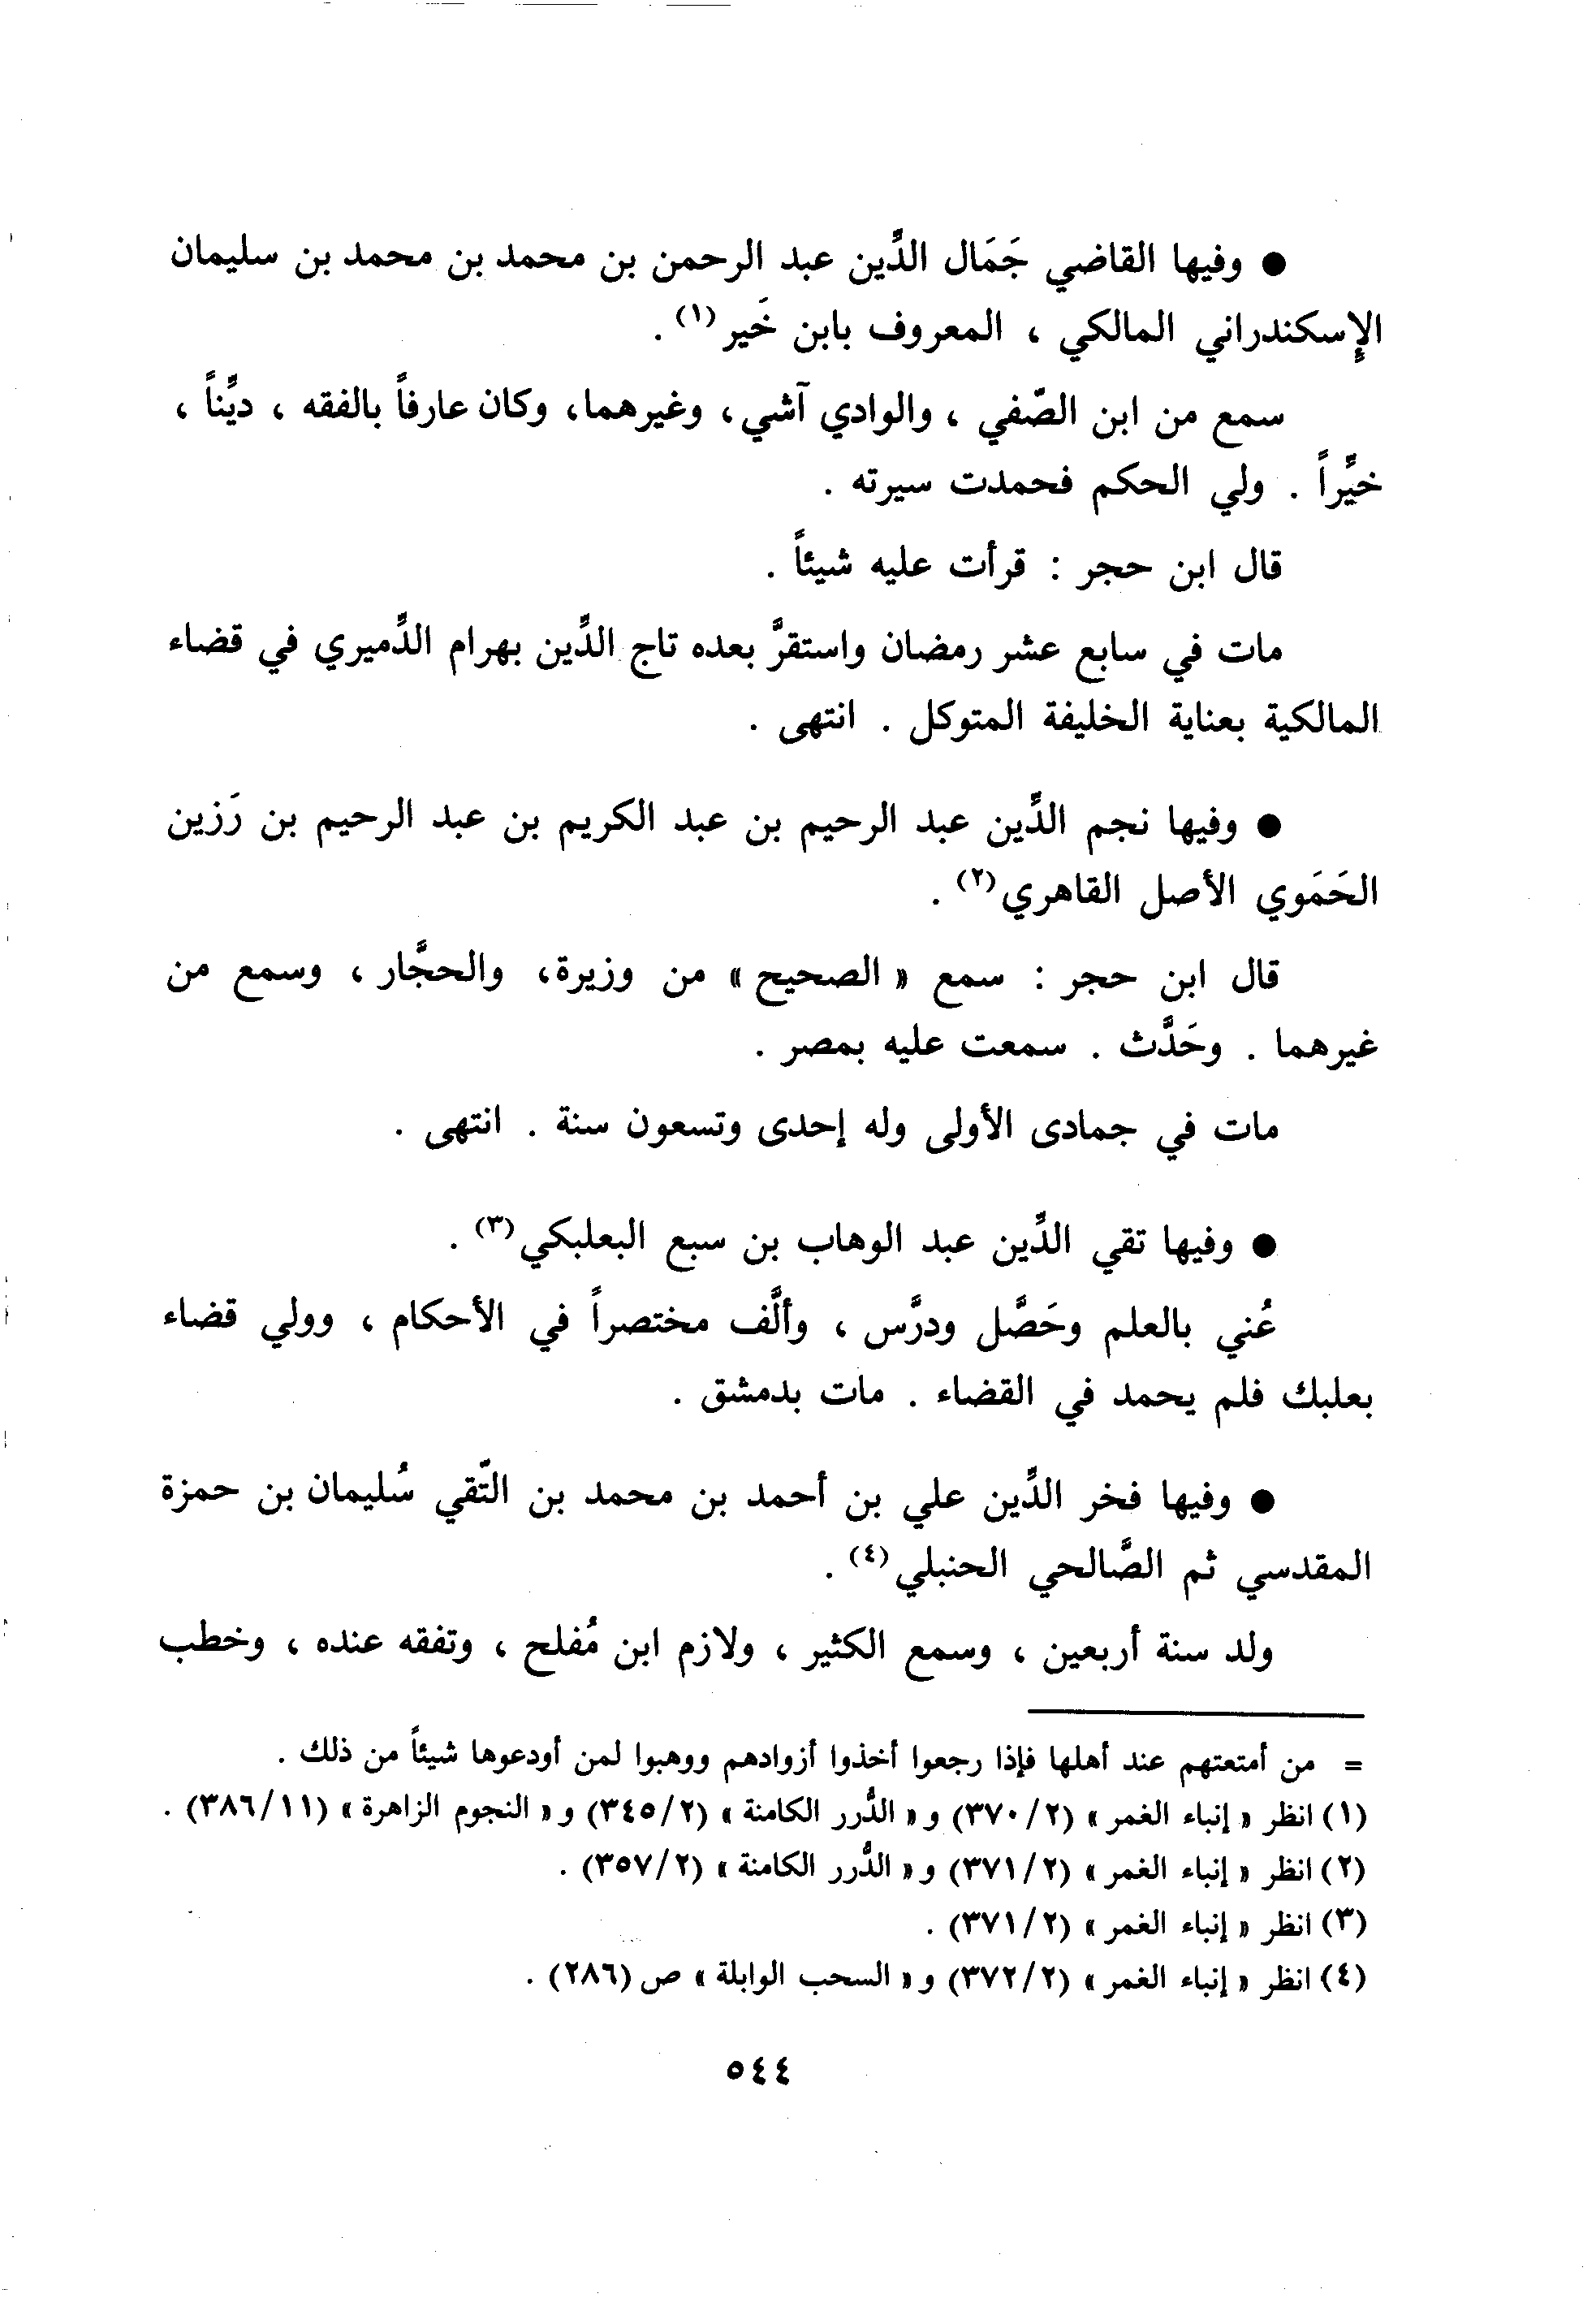 ● وفيها القاضي جَمَال الدِّين عبد الرحمن بن محمد بن محمد بن سليمان
الإِسكندراني المالكي ، المعروف بابن خَير(١) .
سمع من ابن الصّفي ، والوادي آشي، وغيرهما، وكان عارفاً بالفقه ، ديِّناً ،
خيِّراً . ولي الحكم فحمدت سيرته .
قال ابن حجر : قرأت عليه شيئاً .
مات في سابع عشر رمضان واستقرَّ بعده تاج الدِّين بهرام الدِّميري في قضاء
المالكية بعناية الخليفة المتوكل . انتهى .
● وفيها نجم الدِّين عبد الرحيم بن عبد الكريم بن عبد الرحيم بن رَزين
الحَمَوي الأصل القاهري(٢) .
قال ابن حجر : سمع « الصحيح » من وزيرة، والحجَّار ، وسمع من
غيرهما . وحَدَّث . سمعت عليه بمصر .
مات في جمادى الأولى وله إحدى وتسعون سنة . انتهى .
● وفيها تقي الدِّين عبد الوهاب بن سبع البعلبكي(٣) .
عُني بالعلم وحَصَّل ودرَّس ، وألَّف مختصراً في الأحكام ، وولي قضاء
بعلبك فلم يحمد في القضاء . مات بدمشق .
● وفيها فخر الدِّين علي بن أحمد بن محمد بن التّقي سُليمان بن حمزة
المقدسي ثم الصَّالحي الحنبلي(٤) .
ولد سنة أربعين ، وسمع الكثير ، ولازم ابن مُفلح ، وتفقه عنده ، وخطب
= من أمتعتهم عند أهلها فإذا رجعوا أخذوا أزوادهم ووهبوا لمن أودعوها شيئاً من ذلك .
(١) انظر « إنباء الغمر » (٢/ ٣٧٠) و « الدُّرر الكامنة » (٢/ ٣٤٥) و « النجوم الزاهرة » (١١/ ٣٨٦) .
(٢) انظر « إنباء الغمر » (٢/ ٣٧١) و « الدُّرر الكامنة » (٢/ ٣٥٧) .
(٣) انظر « إنباء الغمر » (٢/ ٣٧١) .
(٤) انظر « إنباء الغمر » (٢/ ٣٧٢) و « السحب الوابلة » ص (٢٨٦) .
٥٤٤